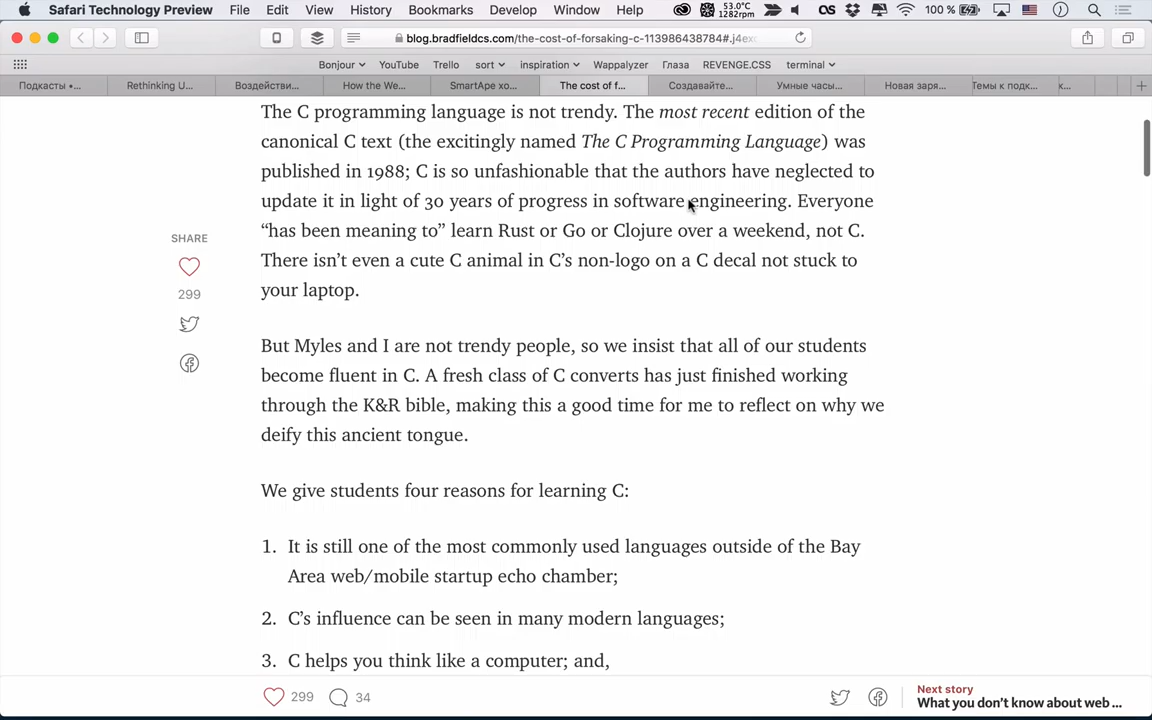 Safari Technology Preview File Edit View History Bookmarks Develop Window Help 53.0°C 1282rpm 100 %
blog.bradfieldcs.com/the-cost-of-forsaking-c-113986438784#.j4exc
Bonjour YouTube Trello sort inspiration Wappalyzer Глаза REVENGE.CSS terminal
Подкасты •... Rethinking U... Воздействи... How the We... SmartApe хо... The cost of f... Создавайте... Умные часы... Новая заря... Темы к подк... к...
The C programming language is not trendy. The most recent edition of the
canonical C text (the excitingly named The C Programming Language) was
published in 1988; C is so unfashionable that the authors have neglected to
update it in light of 30 years of progress in software engineering. Everyone
“has been meaning to” learn Rust or Go or Clojure over a weekend, not C.
There isn’t even a cute C animal in C’s non-logo on a C decal not stuck to
your laptop.
SHARE
299
But Myles and I are not trendy people, so we insist that all of our students
become fluent in C. A fresh class of C converts has just finished working
through the K&R bible, making this a good time for me to reflect on why we
deify this ancient tongue.
We give students four reasons for learning C:
1. It is still one of the most commonly used languages outside of the Bay
Area web/mobile startup echo chamber;
2. C’s influence can be seen in many modern languages;
3. C helps you think like a computer; and,
299 34
Next story
What you don’t know about web ...